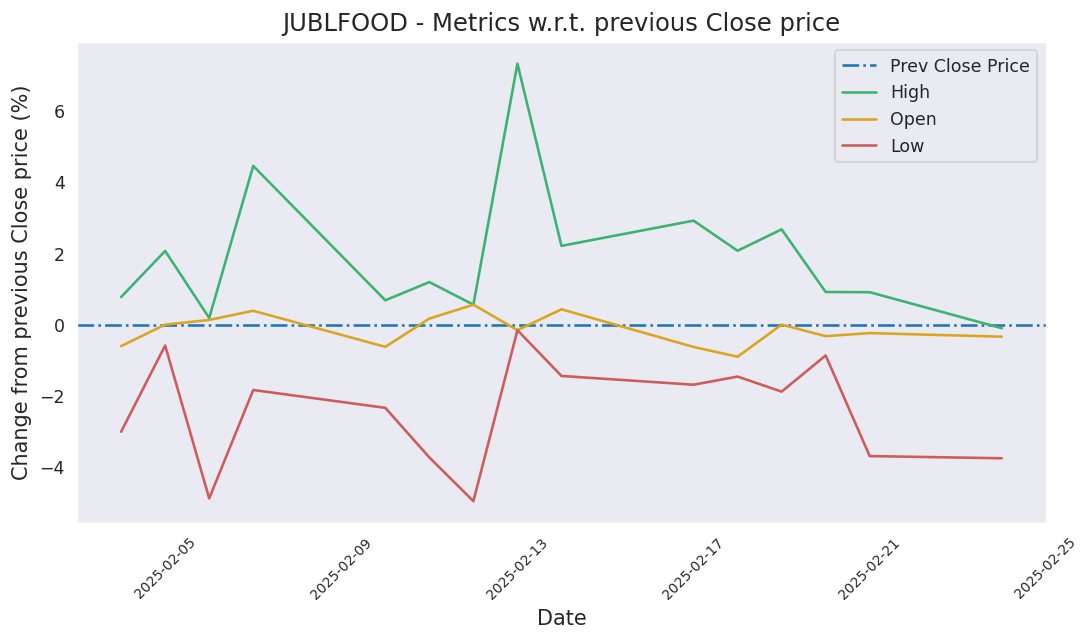 JUBLFOOD - Metrics w.r.t. previous Close price
Change from previous Close price (%)
6
4
2
0
−2
−4
Prev Close Price
High
Open
Low
2025-02-05
2025-02-09
2025-02-13
2025-02-17
2025-02-21
2025-02-25
Date